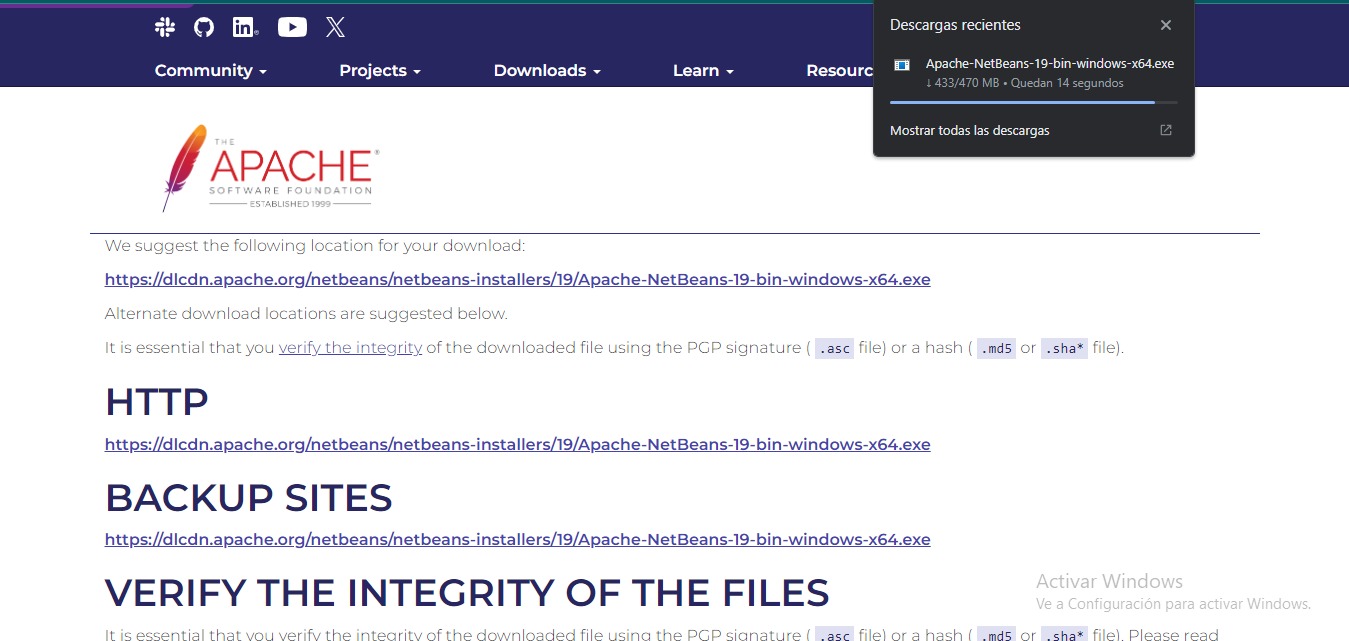 Community
Projects
Downloads
Learn
Resourc
Descargas recientes
Apache-NetBeans-19-bin-windows-x64.exe
↓ 433/470 MB • Quedan 14 segundos
Mostrar todas las descargas
THE
APACHE®
SOFTWARE FOUNDATION
ESTABLISHED 1999
We suggest the following location for your download:
https://dlcdn.apache.org/netbeans/netbeans-installers/19/Apache-NetBeans-19-bin-windows-x64.exe
Alternate download locations are suggested below.
It is essential that you verify the integrity of the downloaded file using the PGP signature ( .asc file) or a hash ( .md5 or .sha* file).
HTTP
https://dlcdn.apache.org/netbeans/netbeans-installers/19/Apache-NetBeans-19-bin-windows-x64.exe
BACKUP SITES
https://dlcdn.apache.org/netbeans/netbeans-installers/19/Apache-NetBeans-19-bin-windows-x64.exe
VERIFY THE INTEGRITY OF THE FILES
It is essential that you verify the integrity of the downloaded file using the PGP signature ( .asc file) or a hash ( .md5 or .sha* file). Please read
Activar Windows
Ve a Configuración para activar Windows.